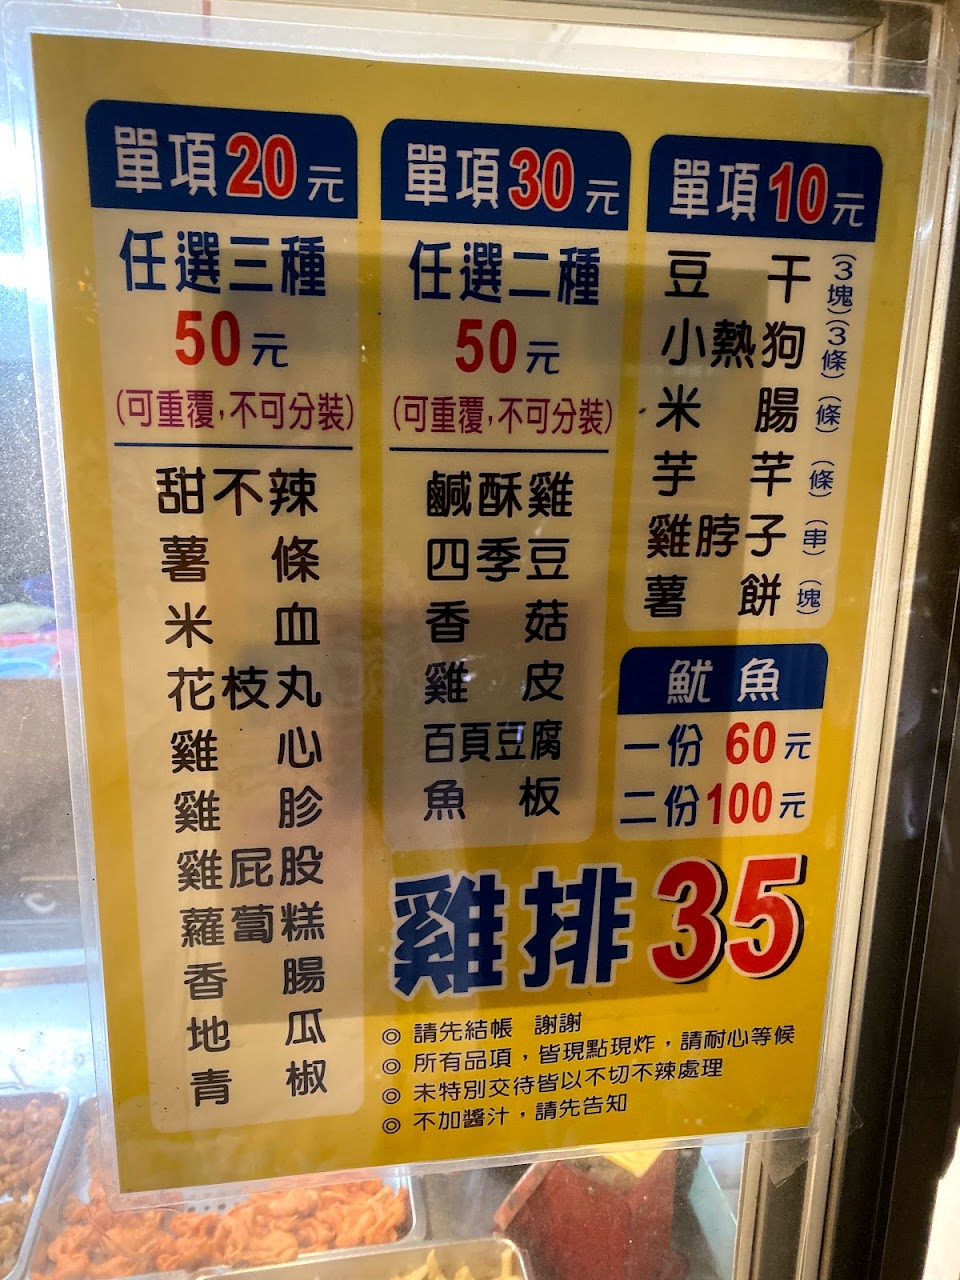 單項20元
任選三種
50元
(可重覆,不可分裝)
甜不辣
薯條
米血
花枝丸
雞心
雞胗
雞屁股
蘿蔔糕
香腸
地瓜
青椒
單項30元
任選二種
50元
(可重覆,不可分裝)
鹹酥雞
四季豆
香菇
雞皮
百頁豆腐
魚板
單項10元
豆干(3塊)
小熱狗(3條)
米腸(條)
芋芊(條)
雞脖子(串)
薯餅(塊)
魷魚
一份60元
二份100元
雞排35
◎ 請先結帳 謝謝
◎ 所有品項,皆現點現炸,請耐心等候
◎ 未特別交待皆以不切不辣處理
◎ 不加醬汁,請先告知